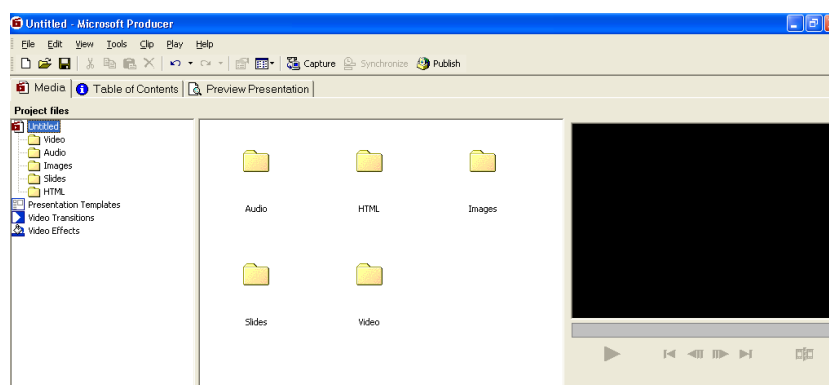 Untitled - Microsoft Producer
File Edit View Tools Clip Play Help
Capture Synchronize Publish
Media Table of Contents Preview Presentation
Project files
Untitled
Video
Audio
Images
Slides
HTML
Presentation Templates
Video Transitions
Video Effects
Audio HTML Images
Slides Video